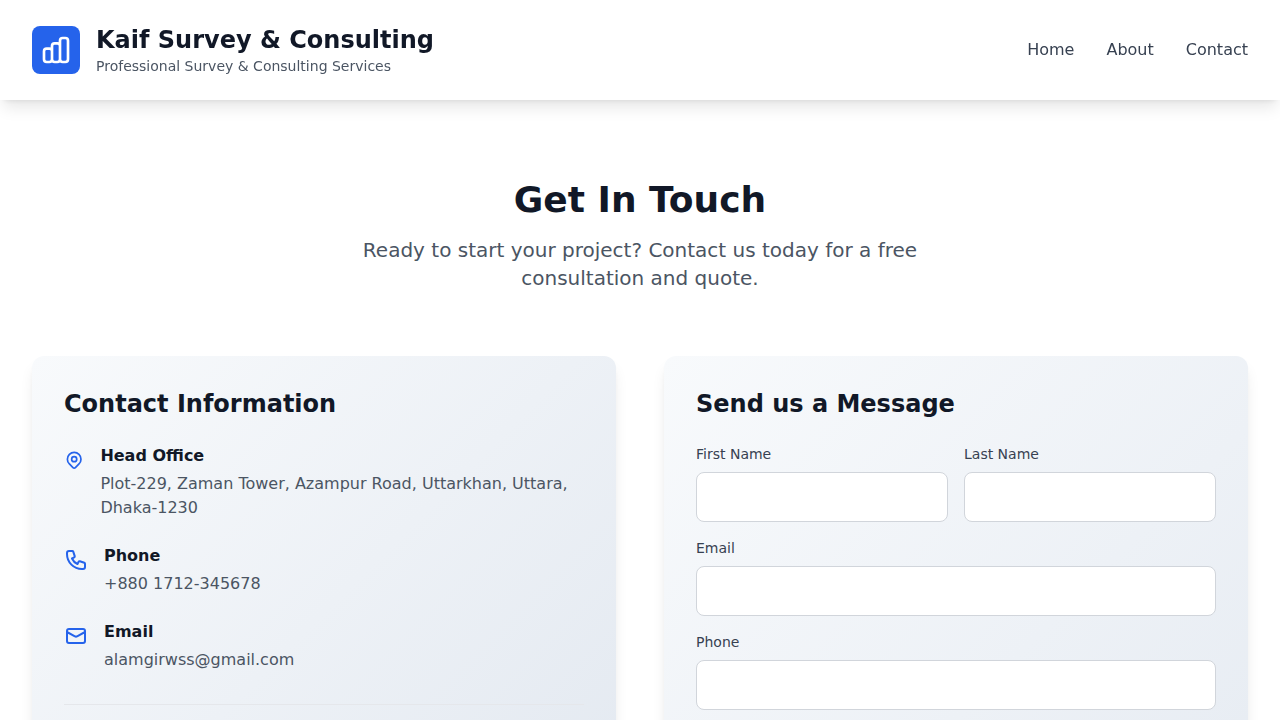 Kaif Survey & Consulting
Professional Survey & Consulting Services
Home
About
Contact
Get In Touch
Ready to start your project? Contact us today for a free
consultation and quote.
Contact Information
Head Office
Plot-229, Zaman Tower, Azampur Road, Uttarkhan, Uttara,
Dhaka-1230
Phone
+880 1712-345678
Email
alamgirwss@gmail.com
Send us a Message
First Name
Last Name
Email
Phone